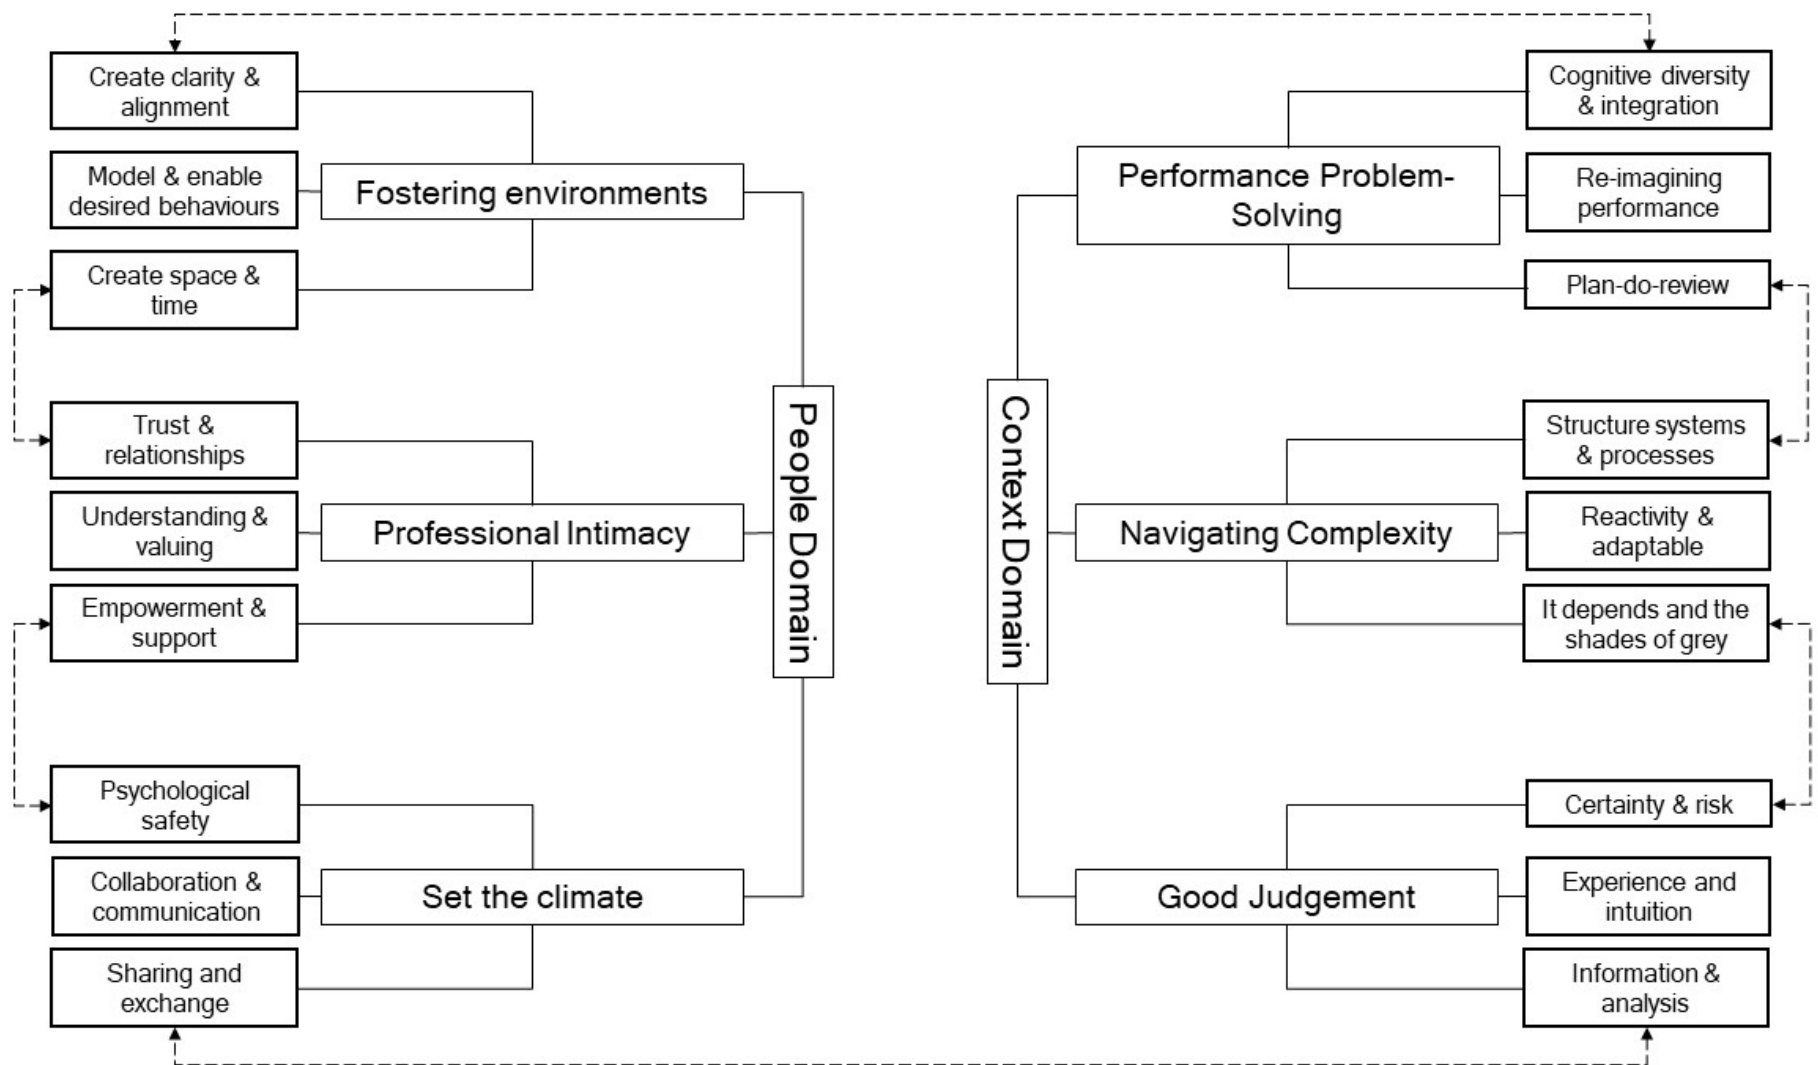 Create clarity &
alignment
Model & enable
desired behaviours
Create space &
time
Fostering environments
Trust &
relationships
Understanding &
valuing
Empowerment &
support
Professional Intimacy
Psychological
safety
Collaboration &
communication
Sharing and
exchange
Set the climate
People Domain
Context Domain
Performance Problem-
Solving
Cognitive diversity
& integration
Re-imagining
performance
Plan-do-review
Navigating Complexity
Structure systems
& processes
Reactivity &
adaptable
It depends and the
shades of grey
Good Judgement
Certainty & risk
Experience and
intuition
Information &
analysis